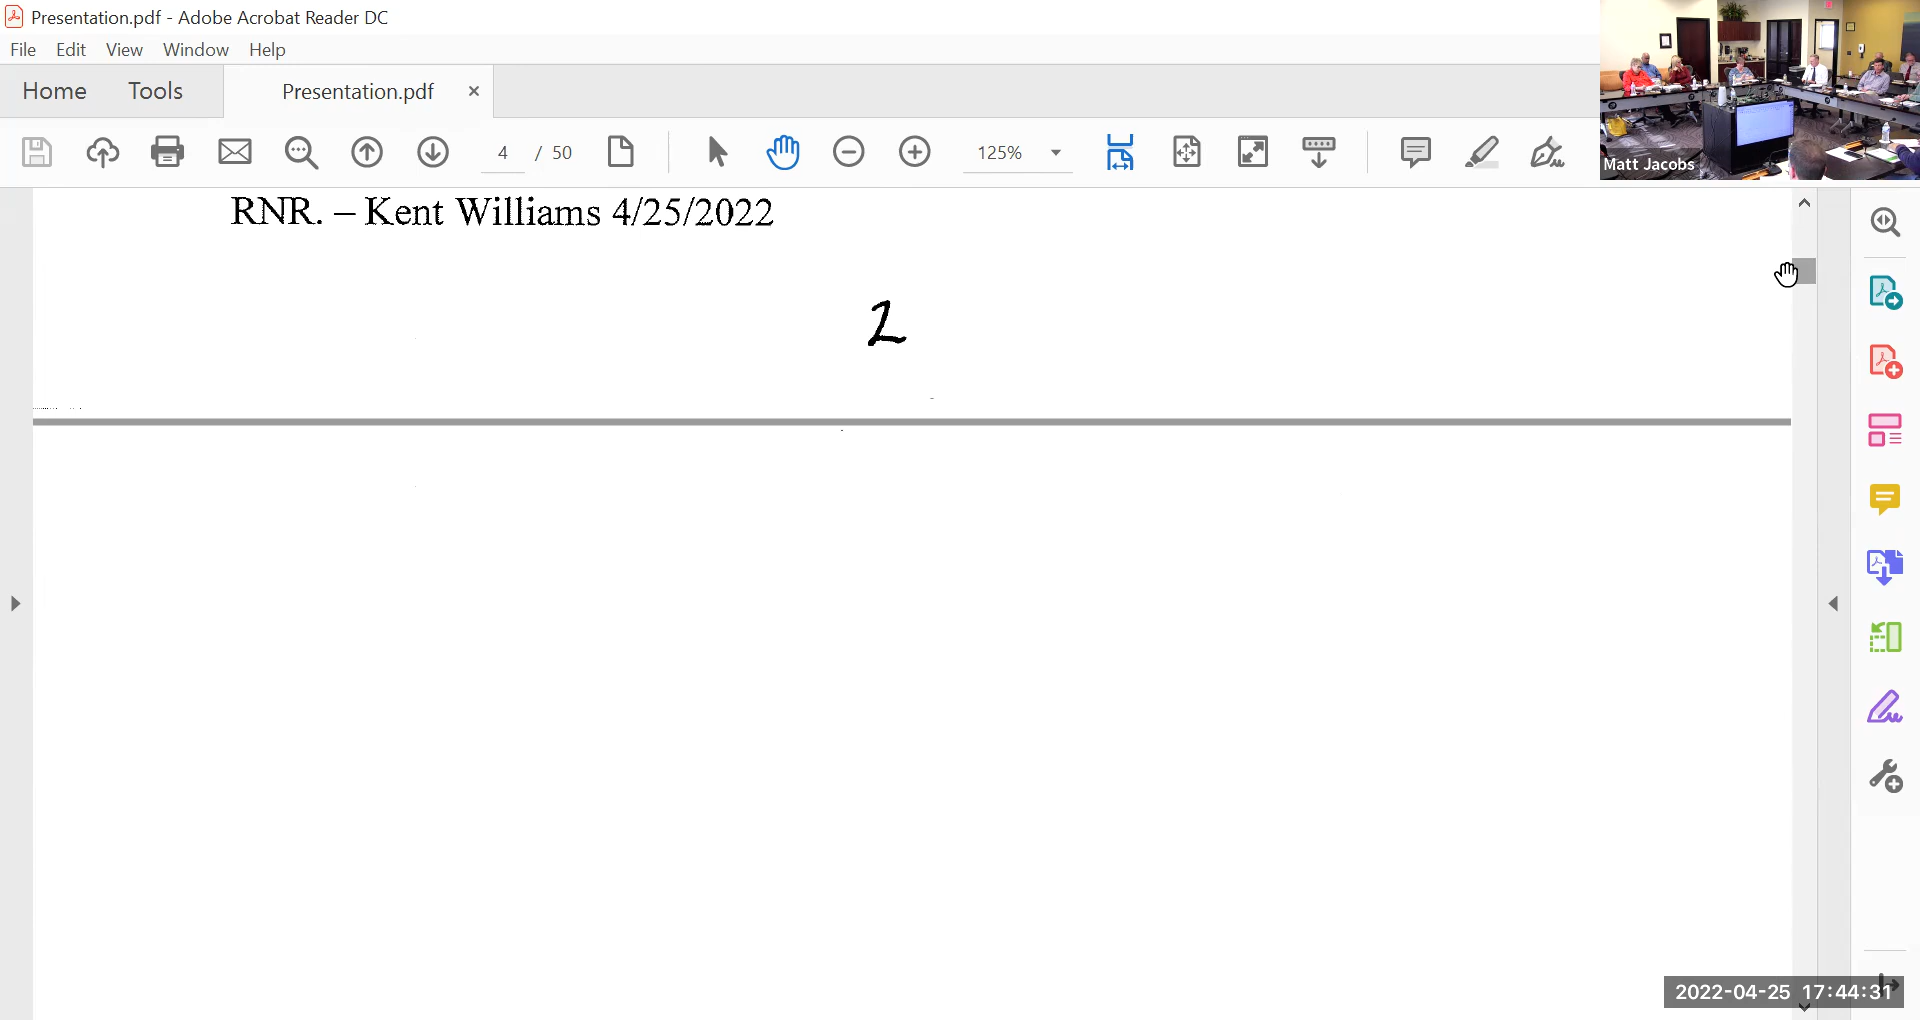 Presentation.pdf - Adobe Acrobat Reader DC
File Edit View Window Help
Home Tools Presentation.pdf ×
4 / 50 125%
Matt Jacobs
RNR. – Kent Williams 4/25/2022
2
2022-04-25 17:44:31